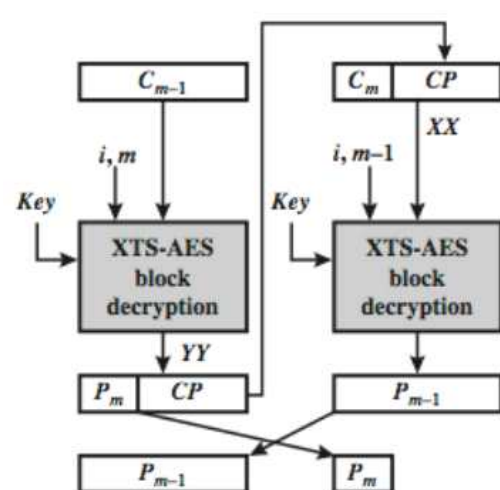 C_{m-1}
C_m CP
XX
i, m
i, m-1
Key
Key
XTS-AES
block
decryption
XTS-AES
block
decryption
YY
P_m CP
P_{m-1}
P_{m-1}
P_m